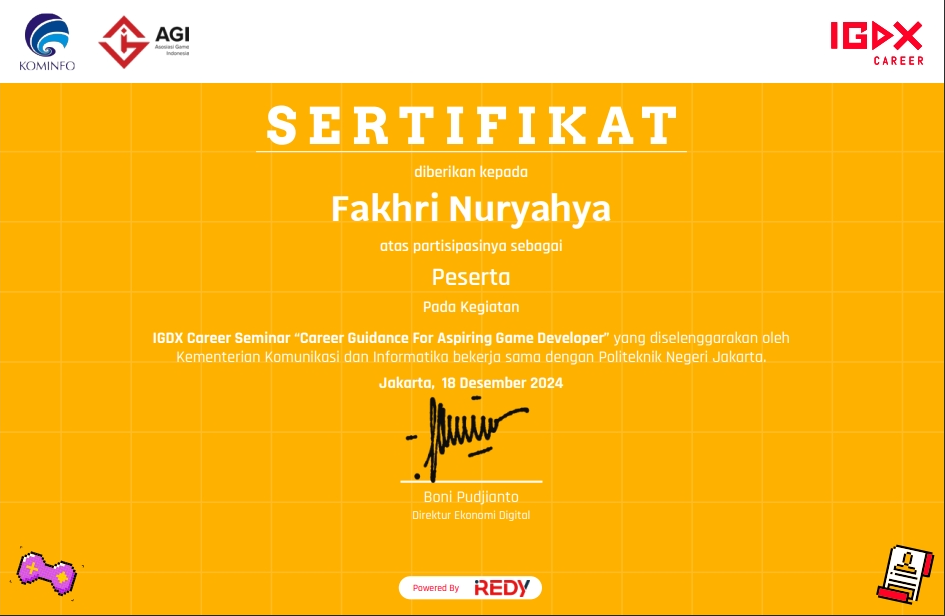 KOMINFO
AGI
Asosiasi Game
Indonesia
IGDX
CAREER
SERTIFIKAT
diberikan kepada
Fakhri Nuryahya
atas partisipasinya sebagai
Peserta
Pada Kegiatan
IGDX Career Seminar “Career Guidance For Aspiring Game Developer” yang diselenggarakan oleh
Kementerian Komunikasi dan Informatika bekerja sama dengan Politeknik Negeri Jakarta.
Jakarta, 18 Desember 2024
Boni Pudjianto
Direktur Ekonomi Digital
Powered By REDY